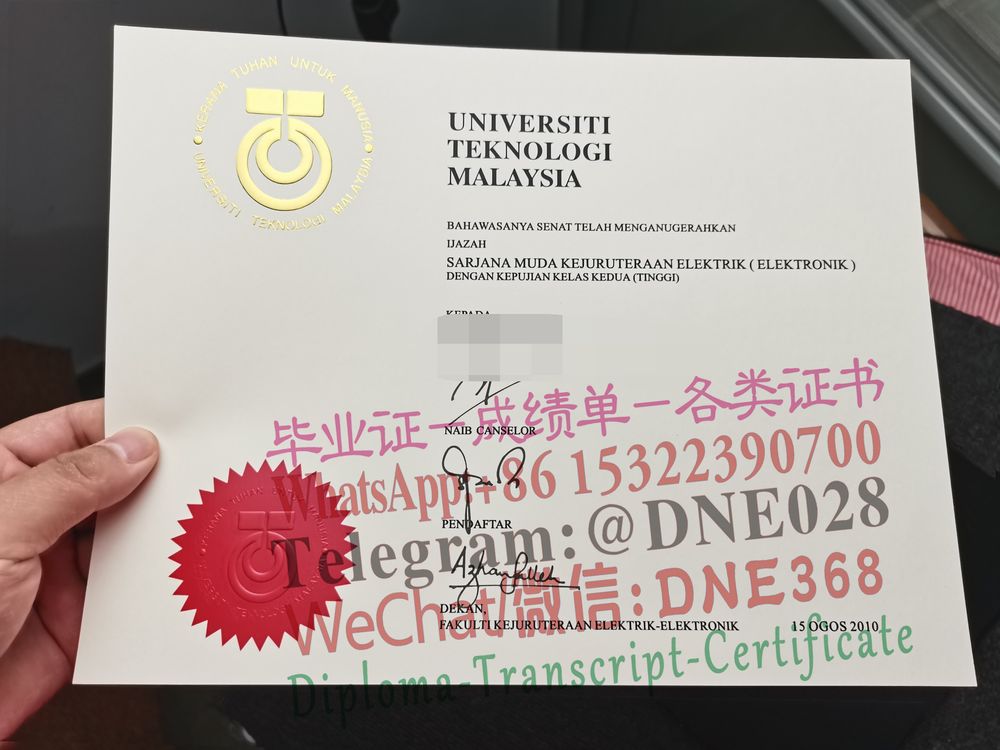 KERANA TUHAN UNTUK MANUSIA
UNIVERSITI TEKNOLOGI MALAYSIA
UNIVERSITI
TEKNOLOGI
MALAYSIA
BAHAWASANYA SENAT TELAH MENGANUGERAHKAN
IJAZAH
SARJANA MUDA KEJURUTERAAN ELEKTRIK ( ELEKTRONIK )
DENGAN KEPUJIAN KELAS KEDUA (TINGGI)
KEPADA
毕业证一成绩单一各类证书
NAIB CANSELOR
WhatsApp:+86 15322390700
PENDAFTAR
Telegram:@DNE028
WeChat/微信:DNE368
DEKAN,
FAKULTI KEJURUTERAAN ELEKTRIK-ELEKTRONIK 15 OGOS 2010
Diploma-Transcript-Certificate